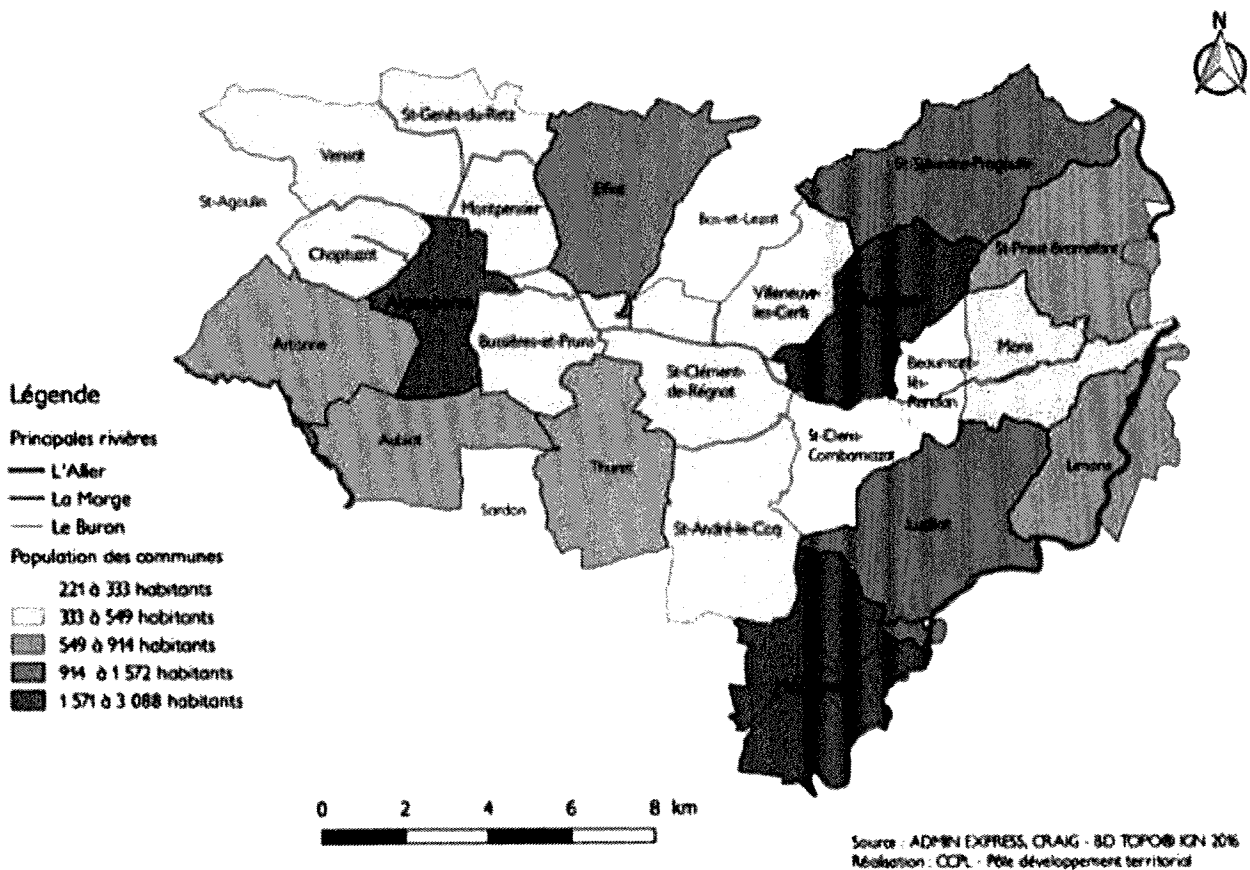 N
St-Genès-du-Retz
Vensat
St-Agoulin
Montpensier
Effiat
Bas-et-Lezat
St-Sylvestre-Pragoulin
St-Priest-Bramefant
Chaptuzat
Villeneuve-
les-Cerfs
Artonne
Bussières-et-Pruns
St-Clément-
de-Régnat
Beaumont-
lès-
Randan
Mons
Aubiat
Thuret
St-Denis-
Combarnazat
Limons
Sardon
St-André-le-Coq
Luzillat
Légende
Principales rivières
L'Allier
La Morge
Le Buron
Population des communes
221 à 333 habitants
333 à 549 habitants
549 à 914 habitants
914 à 1 572 habitants
1 571 à 3 088 habitants
0 2 4 6 8 km
Source : ADMIN EXPRESS, CRAIG - BD TOPO® IGN 2016
Réalisation : CCPL - Pôle développement territorial